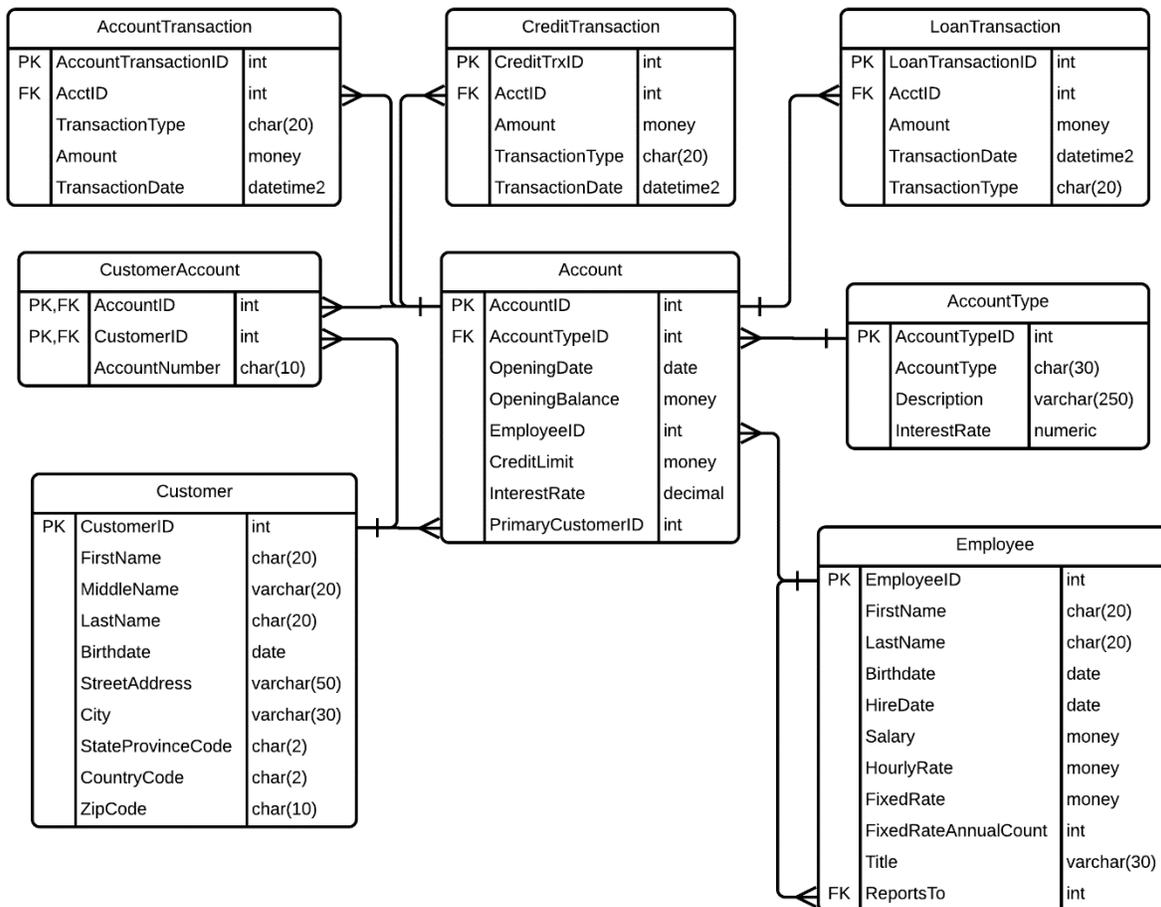 AccountTransaction
PK AccountTransactionID int
FK AcctID int
TransactionType char(20)
Amount money
TransactionDate datetime2
CreditTransaction
PK CreditTrxID int
FK AcctID int
Amount money
TransactionType char(20)
TransactionDate datetime2
LoanTransaction
PK LoanTransactionID int
FK AcctID int
Amount money
TransactionDate datetime2
TransactionType char(20)
CustomerAccount
PK,FK AccountID int
PK,FK CustomerID int
AccountNumber char(10)
Account
PK AccountID int
FK AccountTypeID int
OpeningDate date
OpeningBalance money
EmployeeID int
CreditLimit money
InterestRate decimal
PrimaryCustomerID int
AccountType
PK AccountTypeID int
AccountType char(30)
Description varchar(250)
InterestRate numeric
Customer
PK CustomerID int
FirstName char(20)
MiddleName varchar(20)
LastName char(20)
Birthdate date
StreetAddress varchar(50)
City varchar(30)
StateProvinceCode char(2)
CountryCode char(2)
ZipCode char(10)
Employee
PK EmployeeID int
FirstName char(20)
LastName char(20)
Birthdate date
HireDate date
Salary money
HourlyRate money
FixedRate money
FixedRateAnnualCount int
Title varchar(30)
FK ReportsTo int